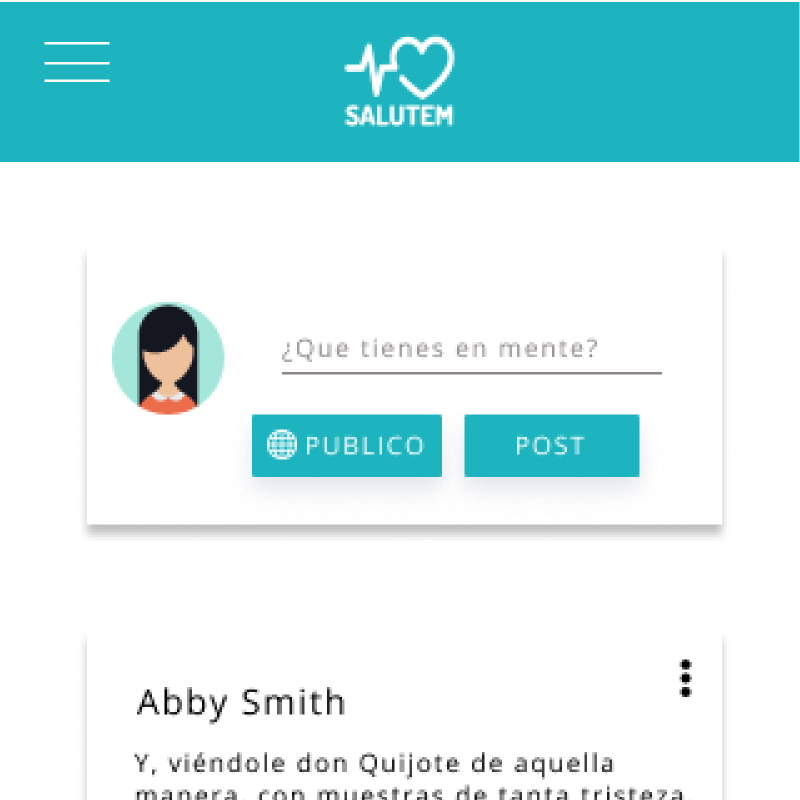 SALUTEM
¿Que tienes en mente?
PUBLICO
POST
Abby Smith
Y, viéndole don Quijote de aquella
manera, con muestras de tanta tristeza,